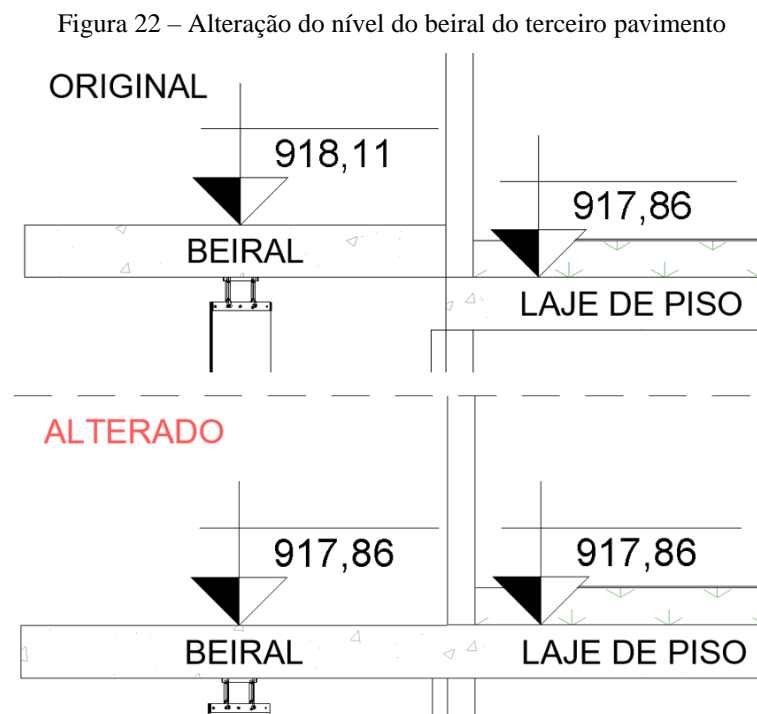 Figura 22 – Alteração do nível do beiral do terceiro pavimento
ORIGINAL
918,11
917,86
BEIRAL
LAJE DE PISO
ALTERADO
917,86
917,86
BEIRAL
LAJE DE PISO